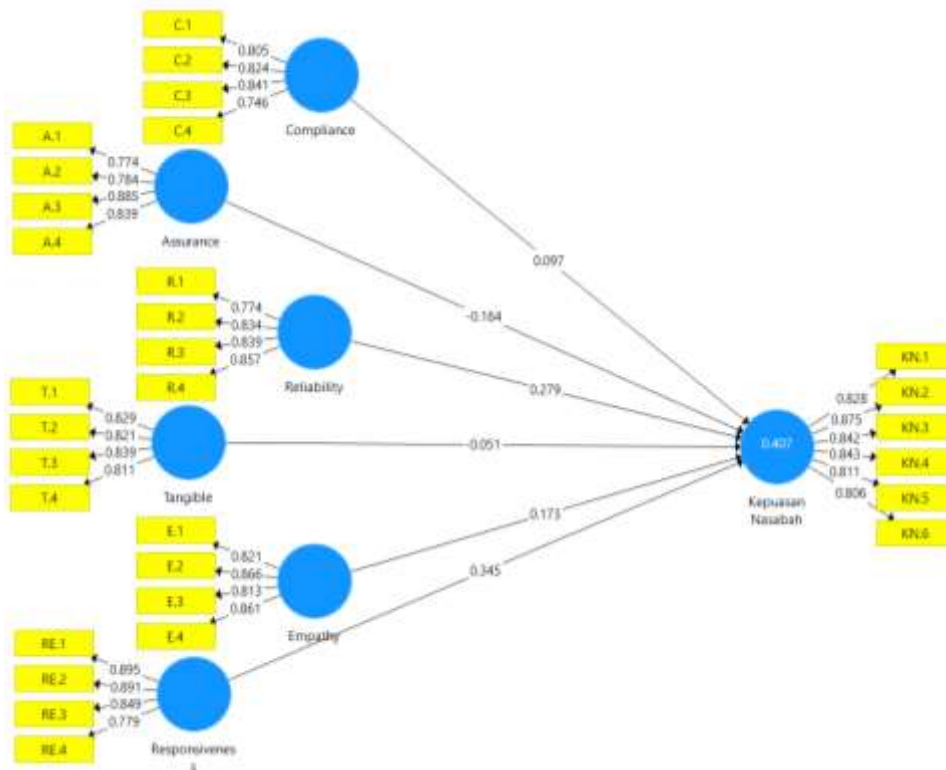 C.1
0.805
C.2
0.824
C.3
0.841
0.746
C.4
Compliance
A.1
0.774
A.2
0.784
A.3
0.885
0.839
A.4
Assurance
0.097
-0.164
R.1
0.774
R.2
0.834
R.3
0.839
0.857
R.4
Reliability
0.279
T.1
0.829
T.2
0.821
T.3
0.839
0.811
T.4
Tangible
0.051
KN.1
0.828
KN.2
0.875
KN.3
0.842
0.843
KN.4
0.811
KN.5
0.806
KN.6
0.407
Kepuasan
Nasabah
E.1
0.821
E.2
0.866
E.3
0.813
0.861
E.4
Empathy
0.173
0.345
RE.1
0.895
RE.2
0.891
RE.3
0.849
0.779
RE.4
Responsivenes
s